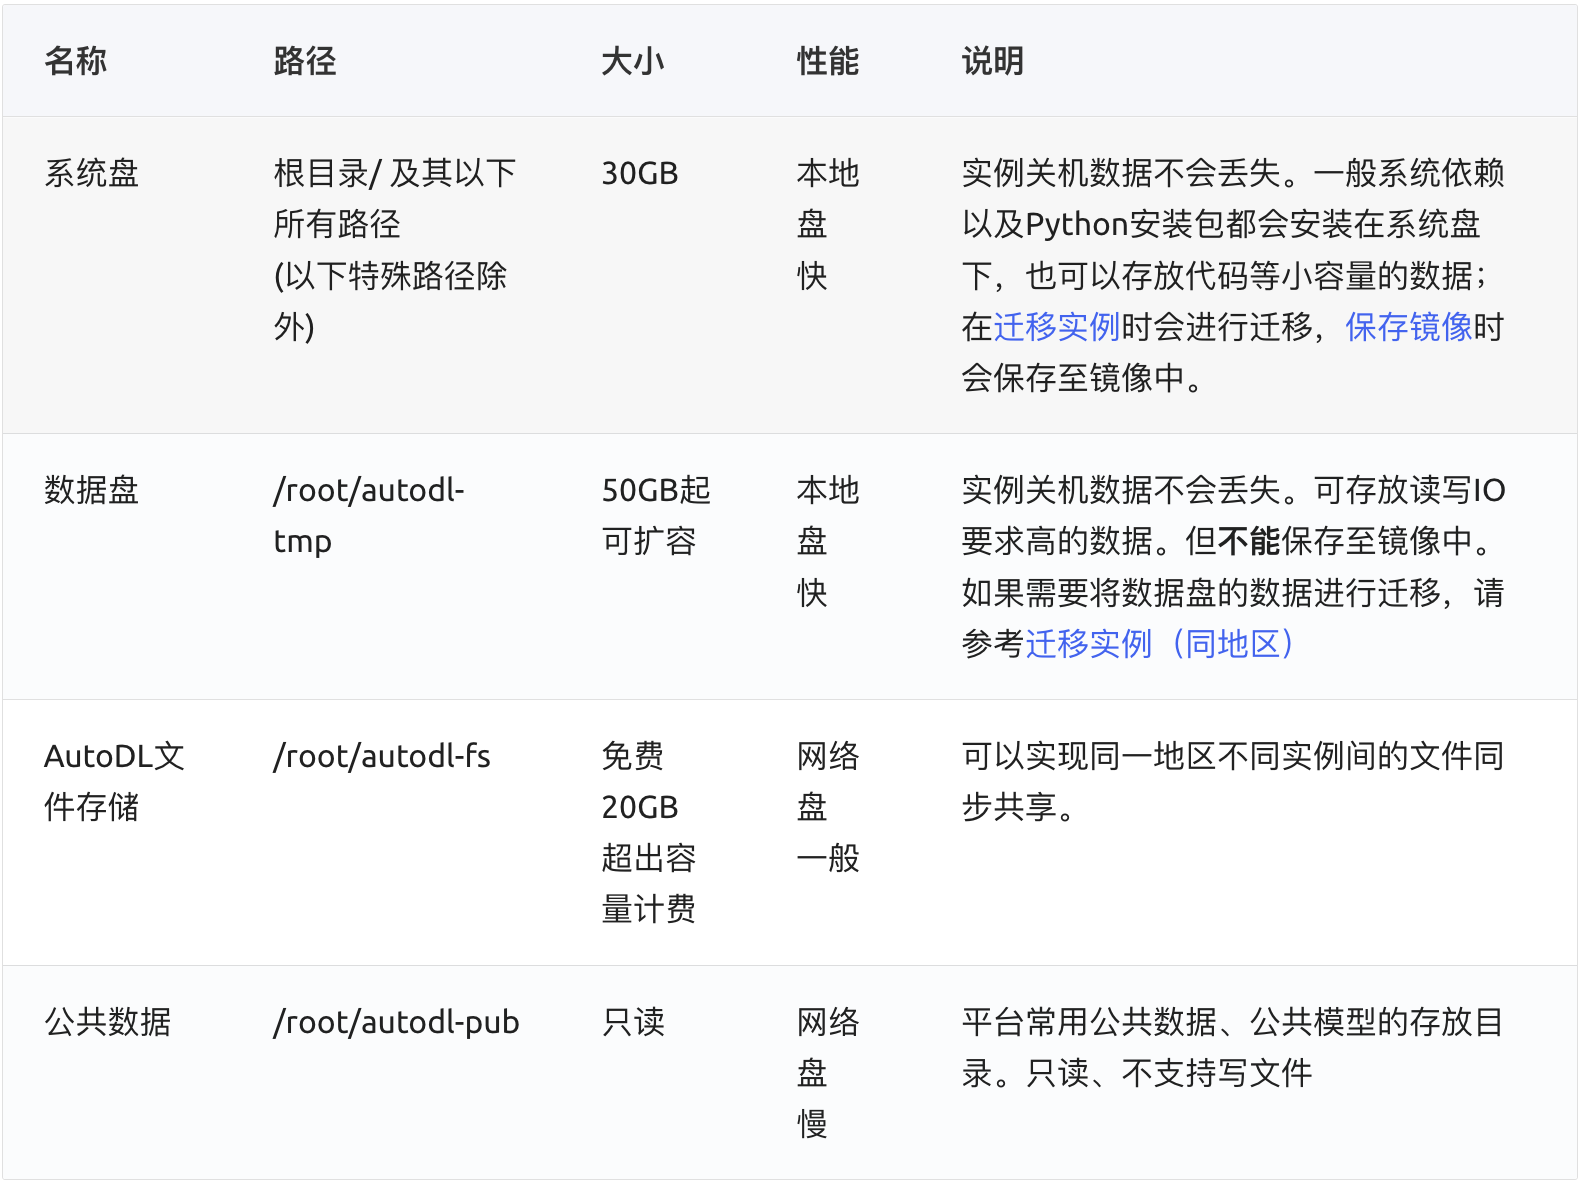 名称
路径
大小
性能
说明
系统盘
根目录/ 及其以下
所有路径
(以下特殊路径除
外)
30GB
本地
盘
快
实例关机数据不会丢失。一般系统依赖
以及Python安装包都会安装在系统盘
下，也可以存放代码等小容量的数据；
在迁移实例时会进行迁移，保存镜像时
会保存至镜像中。
数据盘
/root/autodl-
tmp
50GB起
可扩容
本地
盘
快
实例关机数据不会丢失。可存放读写IO
要求高的数据。但不能保存至镜像中。
如果需要将数据盘的数据进行迁移，请
参考迁移实例（同地区）
AutoDL文
件存储
/root/autodl-fs
免费
20GB
超出容
量计费
网络
盘
一般
可以实现同一地区不同实例间的文件同
步共享。
公共数据
/root/autodl-pub
只读
网络
盘
慢
平台常用公共数据、公共模型的存放目
录。只读、不支持写文件